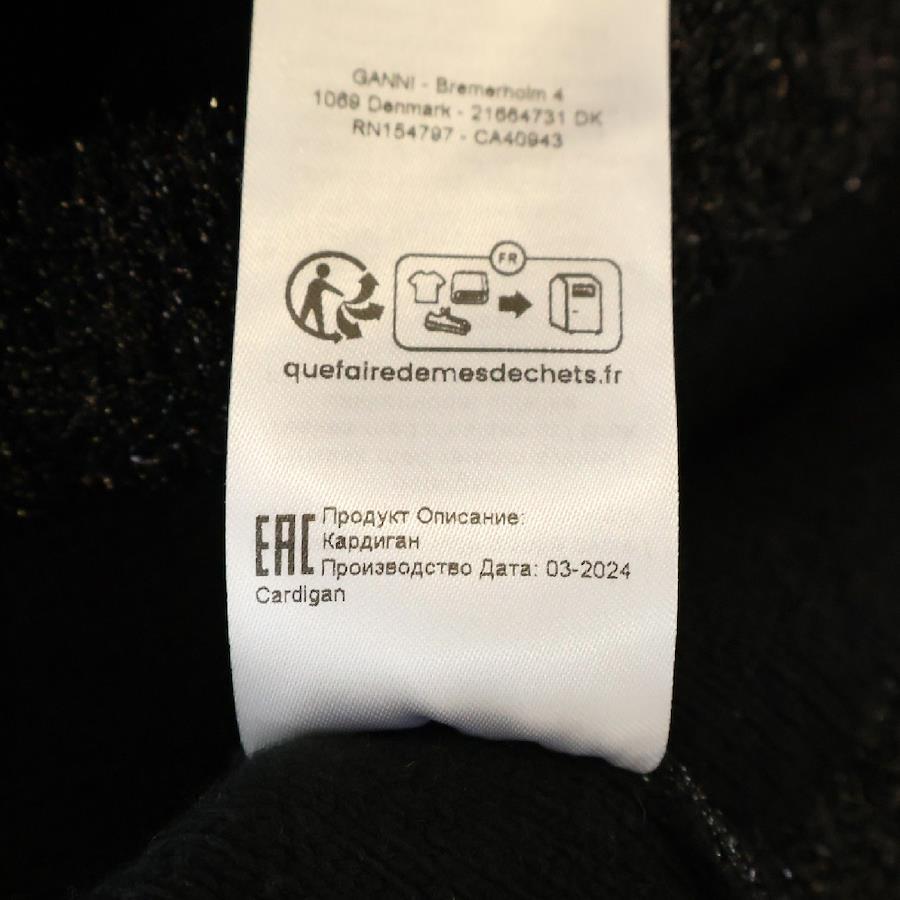 GANNI - Bremerholm 4
1069 Denmark - 21664731 DK
RN154797 - CA40943
FR
quefairedemesdechets.fr
EAC Продукт Описание:
Кардиган
Производство Дата: 03-2024
Cardigan